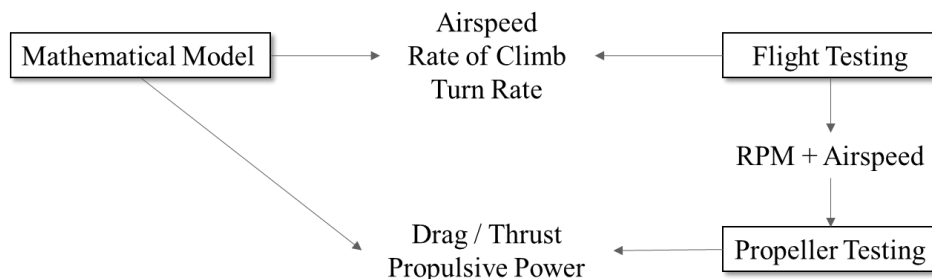 Mathematical Model
Airspeed
Rate of Climb
Turn Rate
Flight Testing
RPM + Airspeed
Drag / Thrust
Propulsive Power
Propeller Testing